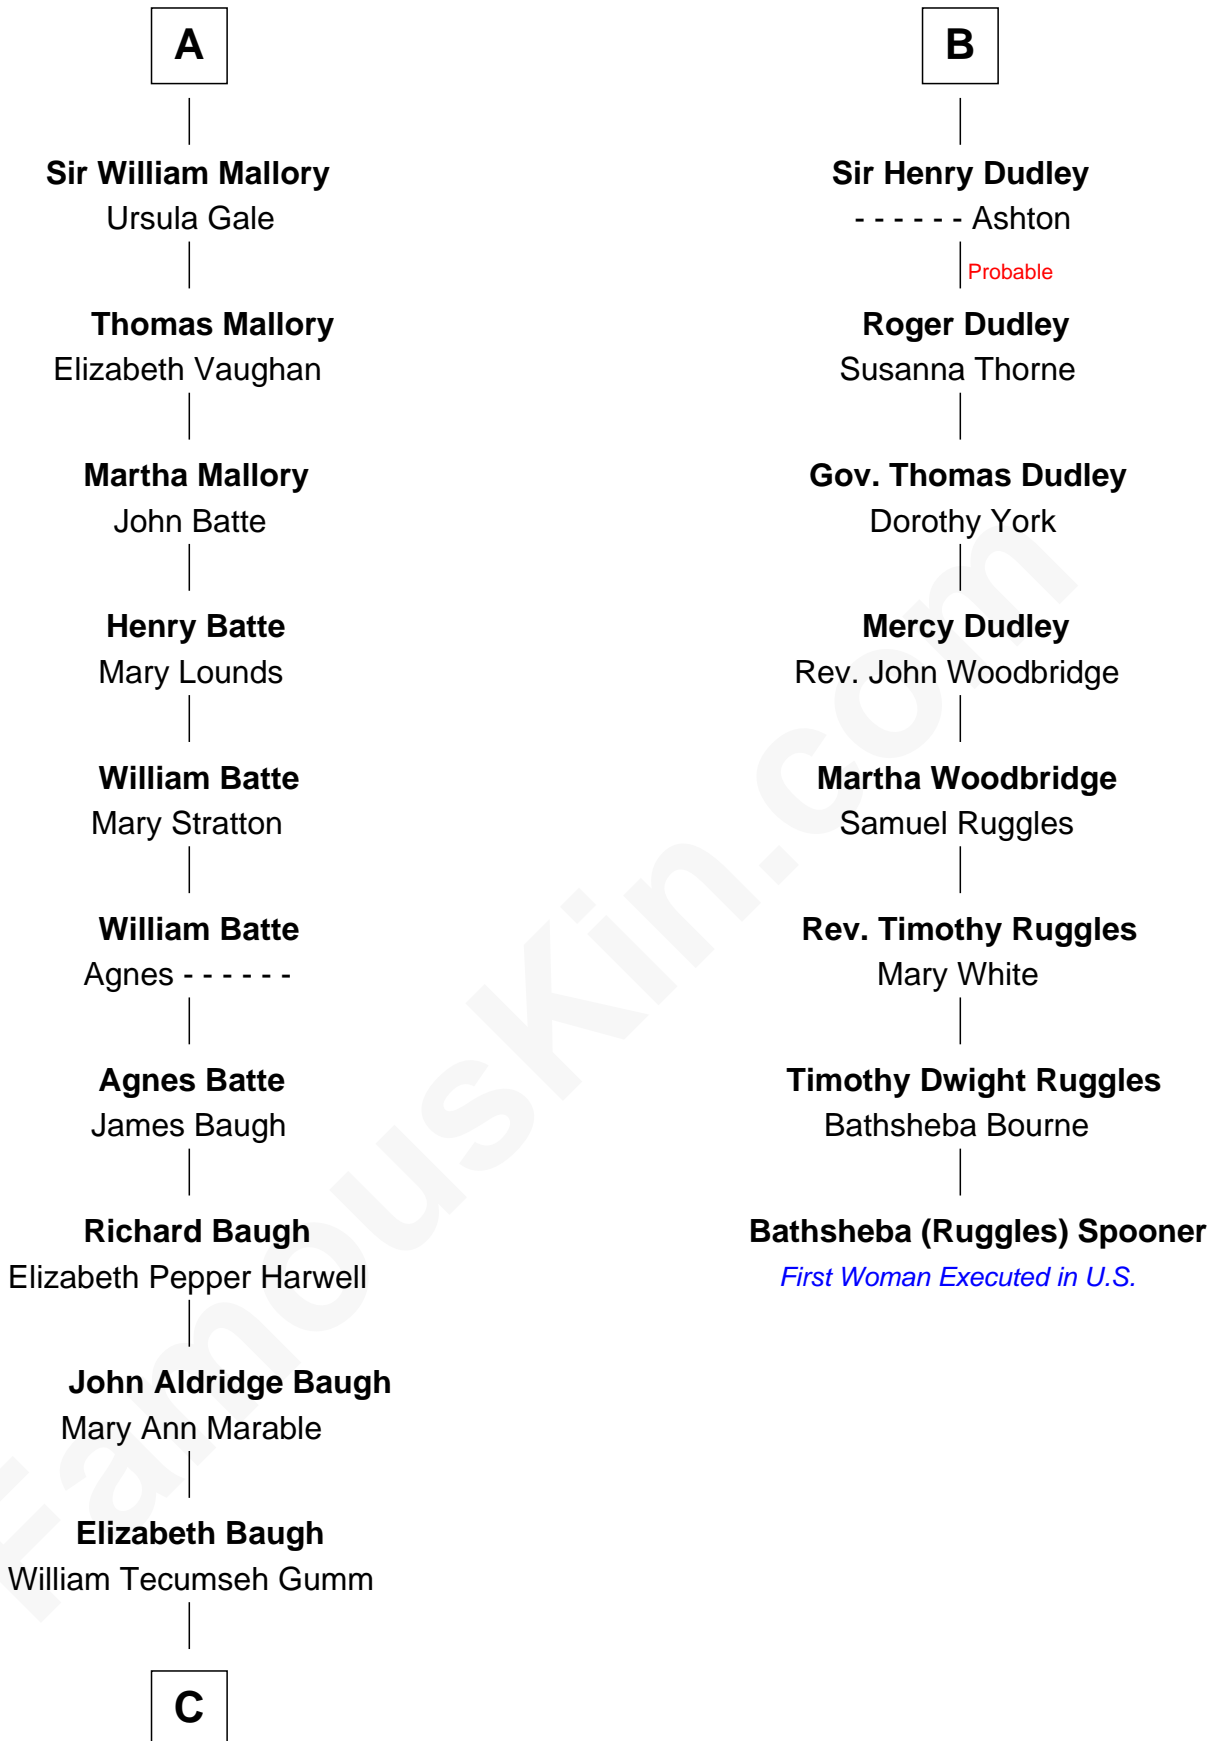 A
Sir William Mallory
Ursula Gale
Thomas Mallory
Elizabeth Vaughan
Martha Mallory
John Batte
Henry Batte
Mary Lounds
William Batte
Mary Stratton
William Batte
Agnes - - - - - -
Agnes Batte
James Baugh
Richard Baugh
Elizabeth Pepper Harwell
John Aldridge Baugh
Mary Ann Marable
Elizabeth Baugh
William Tecumseh Gumm
C
B
Sir Henry Dudley
- - - - - - Ashton
Probable
Roger Dudley
Susanna Thorne
Gov. Thomas Dudley
Dorothy York
Mercy Dudley
Rev. John Woodbridge
Martha Woodbridge
Samuel Ruggles
Rev. Timothy Ruggles
Mary White
Timothy Dwight Ruggles
Bathsheba Bourne
Bathsheba (Ruggles) Spooner
First Woman Executed in U.S.
FamousKin.com